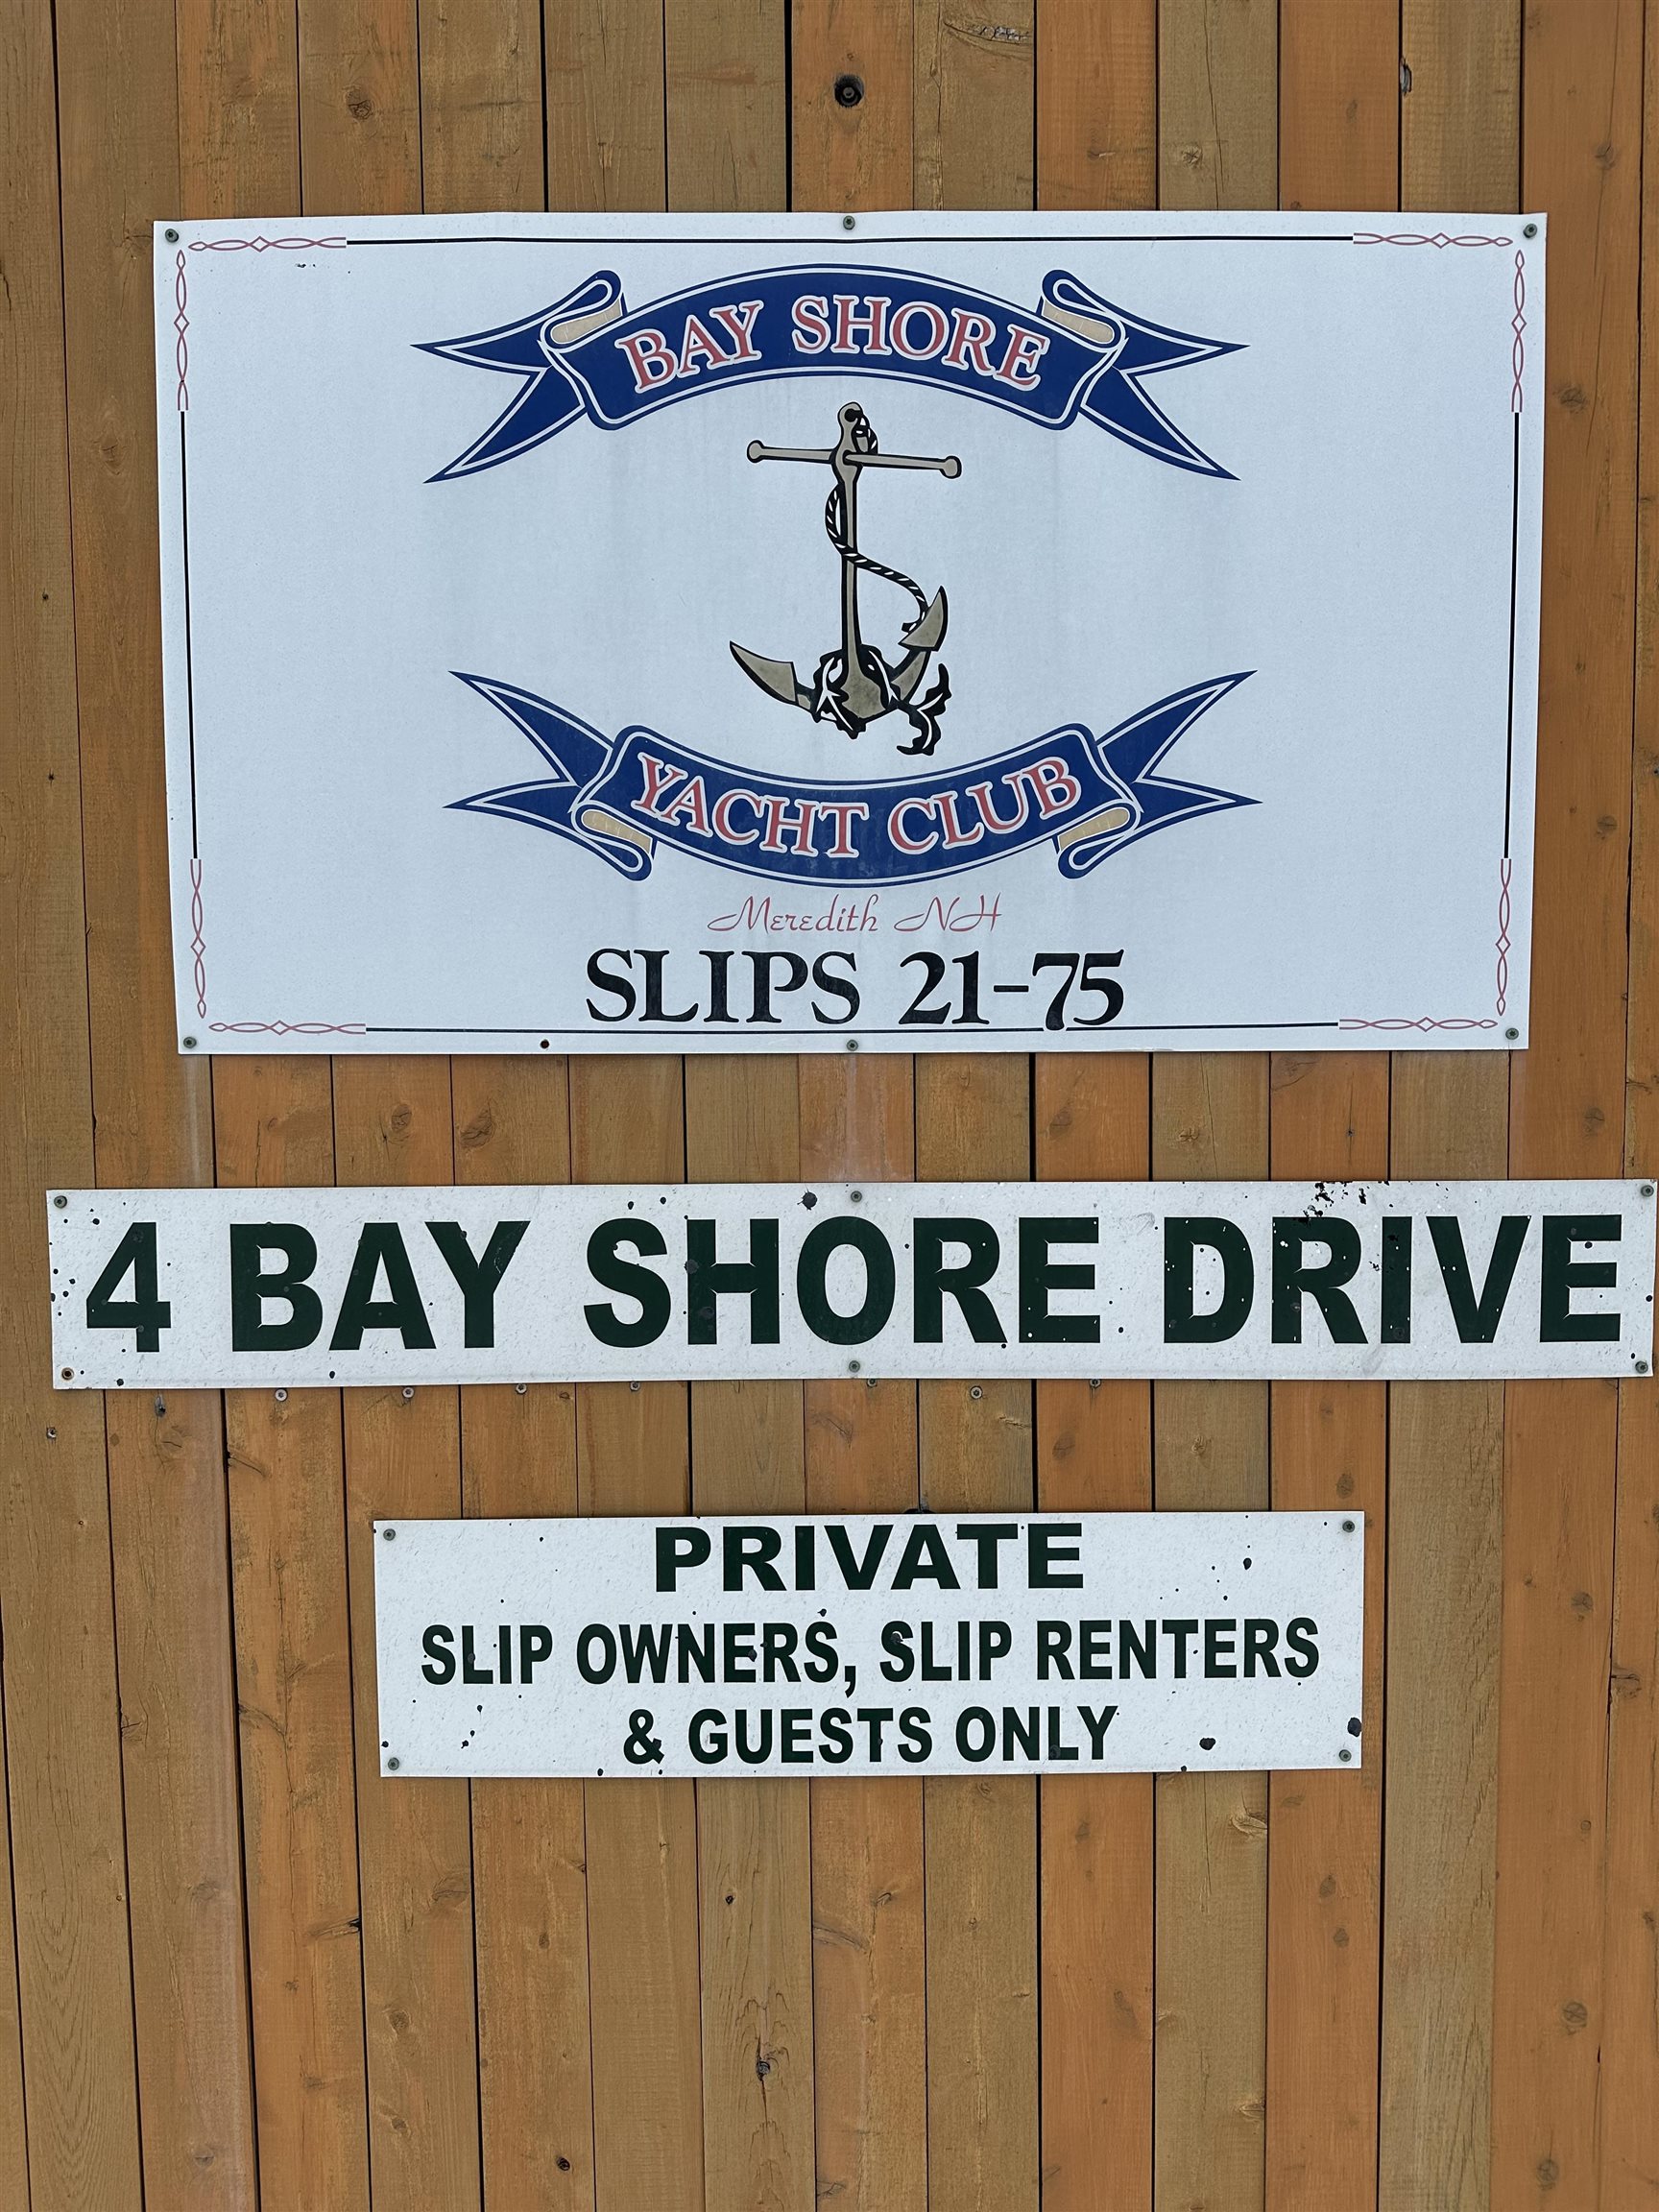 BAY SHORE
YACHT CLUB
Meredith NH
SLIPS 21-75
4 BAY SHORE DRIVE
PRIVATE
SLIP OWNERS, SLIP RENTERS
& GUESTS ONLY